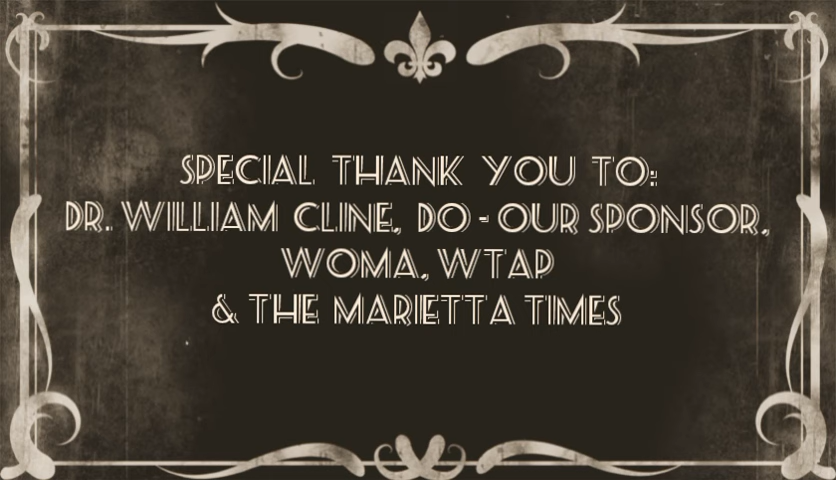 SPECIAL THANK YOU TO:
DR. WILLIAM CLINE, DO - OUR SPONSOR,
WOMA, WTAP
& THE MARIETTA TIMES